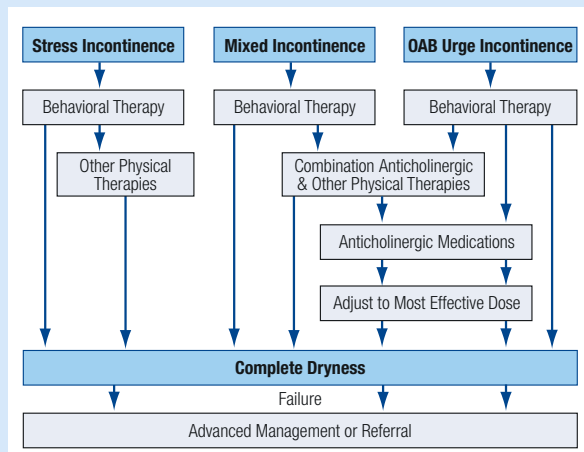 Stress Incontinence
Mixed Incontinence
OAB Urge Incontinence
Behavioral Therapy
Behavioral Therapy
Behavioral Therapy
Other Physical
Therapies
Combination Anticholinergic
& Other Physical Therapies
Anticholinergic Medications
Adjust to Most Effective Dose
Complete Dryness
Failure
Advanced Management or Referral